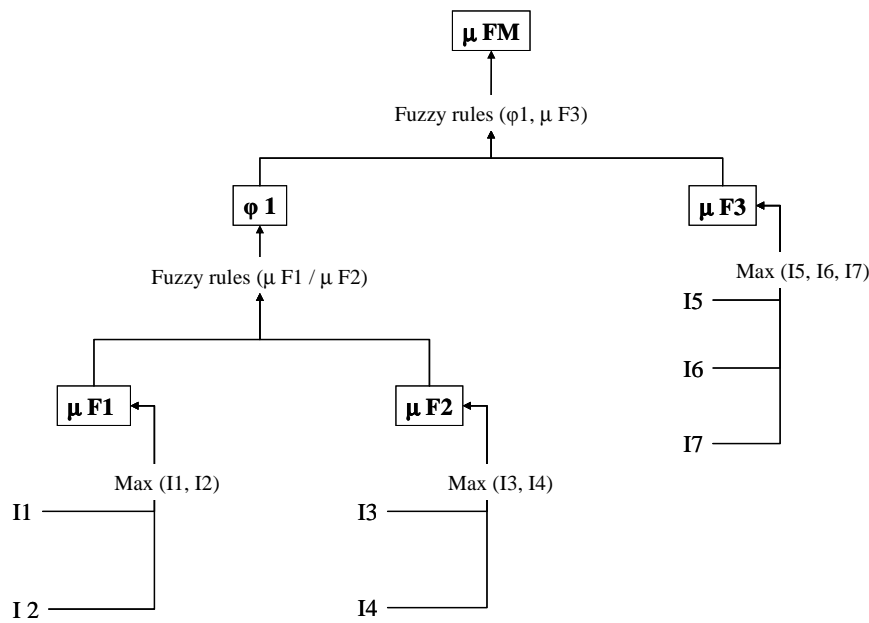 μ FM
Fuzzy rules (φ1, μ F3)
φ 1
μ F3
Fuzzy rules (μ F1 / μ F2)
Max (I5, I6, I7)
I5
I6
I7
μ F1
μ F2
Max (I1, I2)
Max (I3, I4)
I1
I3
I 2
I4